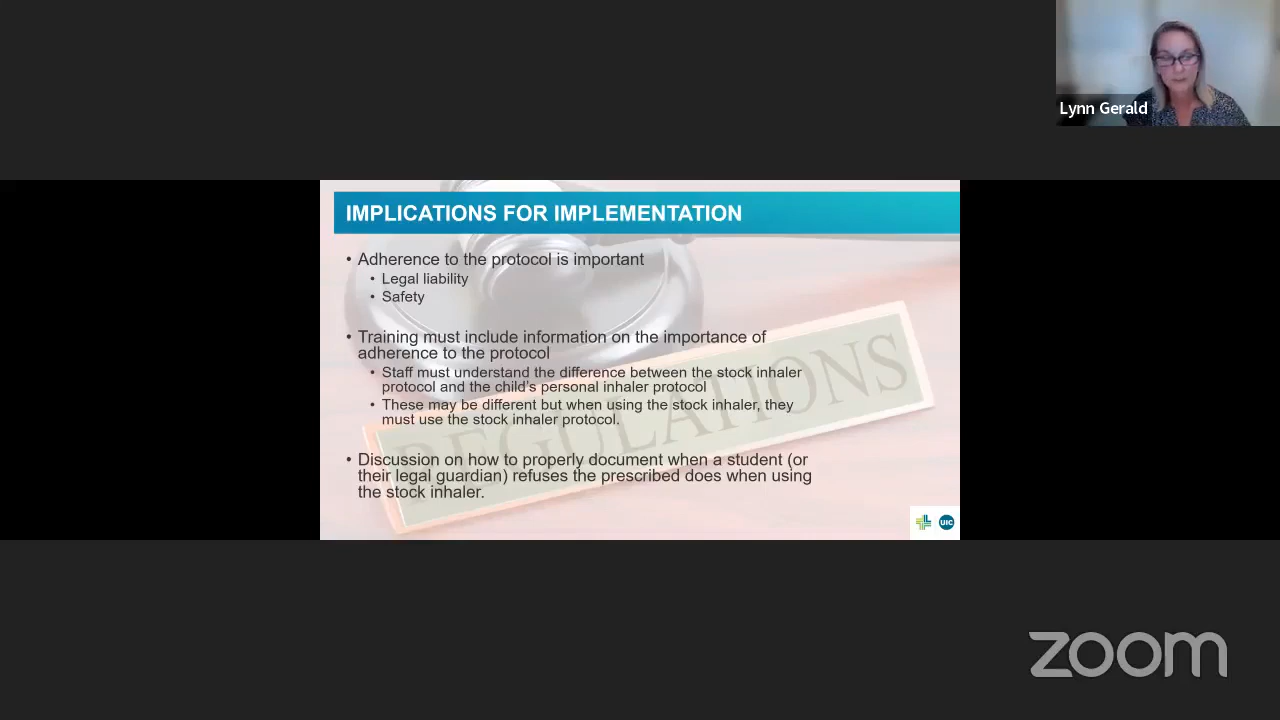 Lynn Gerald
IMPLICATIONS FOR IMPLEMENTATION
• Adherence to the protocol is important
• Legal liability
• Safety
• Training must include information on the importance of
adherence to the protocol
• Staff must understand the difference between the stock inhaler
protocol and the child's personal inhaler protocol
• These may be different but when using the stock inhaler, they
must use the stock inhaler protocol.
• Discussion on how to properly document when a student (or
their legal guardian) refuses the prescribed does when using
the stock inhaler.
REGULATIONS
UIC
zoom